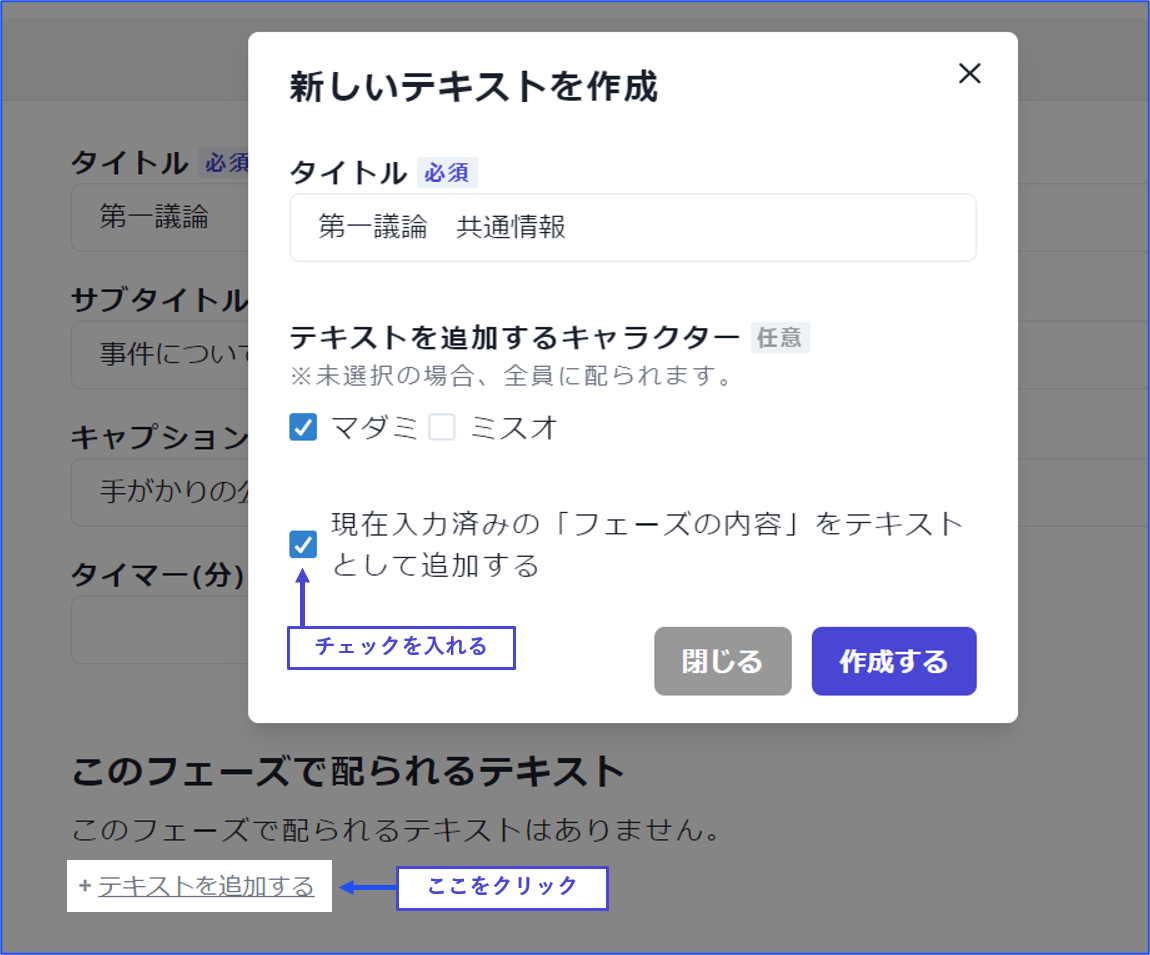 新しいテキストを作成
タイトル 必須
第一議論　共通情報
テキストを追加するキャラクター 任意
※未選択の場合、全員に配られます。
マダミ ミスオ
現在入力済みの「フェーズの内容」をテキスト
として追加する
チェックを入れる
閉じる 作成する
タイトル 必須
第一議論
サブタイトル
事件について
キャプション
手がかりの
タイマー(分)
このフェーズで配られるテキスト
このフェーズで配られるテキストはありません。
+ テキストを追加する
ここをクリック